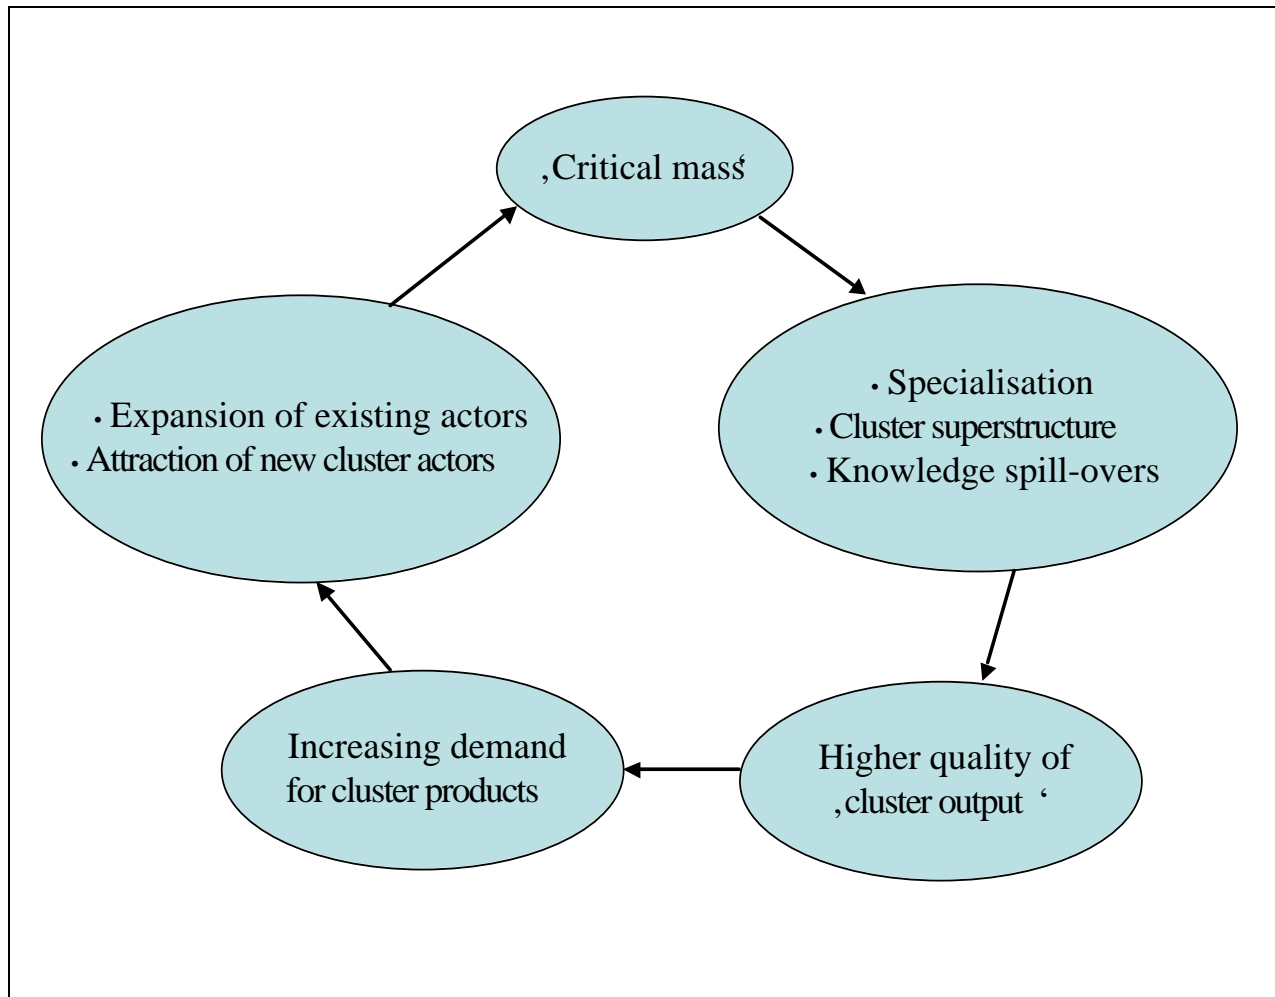 ‚Critical mass‘
• Specialisation
• Cluster superstructure
• Knowledge spill-overs
Higher quality of
‚cluster output ‘
Increasing demand
for cluster products
• Expansion of existing actors
• Attraction of new cluster actors